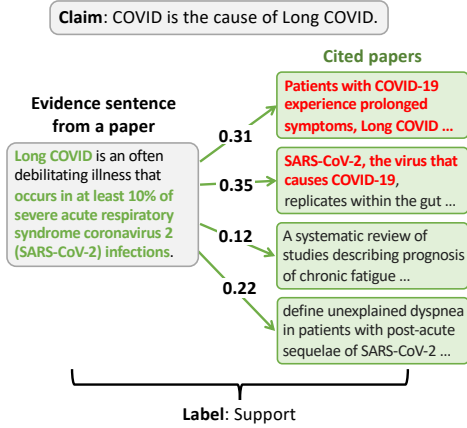 Claim: COVID is the cause of Long COVID.
Cited papers
Evidence sentence
from a paper
Long COVID is an often
debilitating illness that
occurs in at least 10% of
severe acute respiratory
syndrome coronavirus 2
(SARS-CoV-2) infections.
0.31
0.35
0.12
0.22
Patients with COVID-19
experience prolonged
symptoms, Long COVID ...
SARS-CoV-2, the virus that
causes COVID-19,
replicates within the gut ...
A systematic review of
studies describing prognosis
of chronic fatigue ...
define unexplained dyspnea
in patients with post-acute
sequelae of SARS-CoV-2 ...
Label: Support